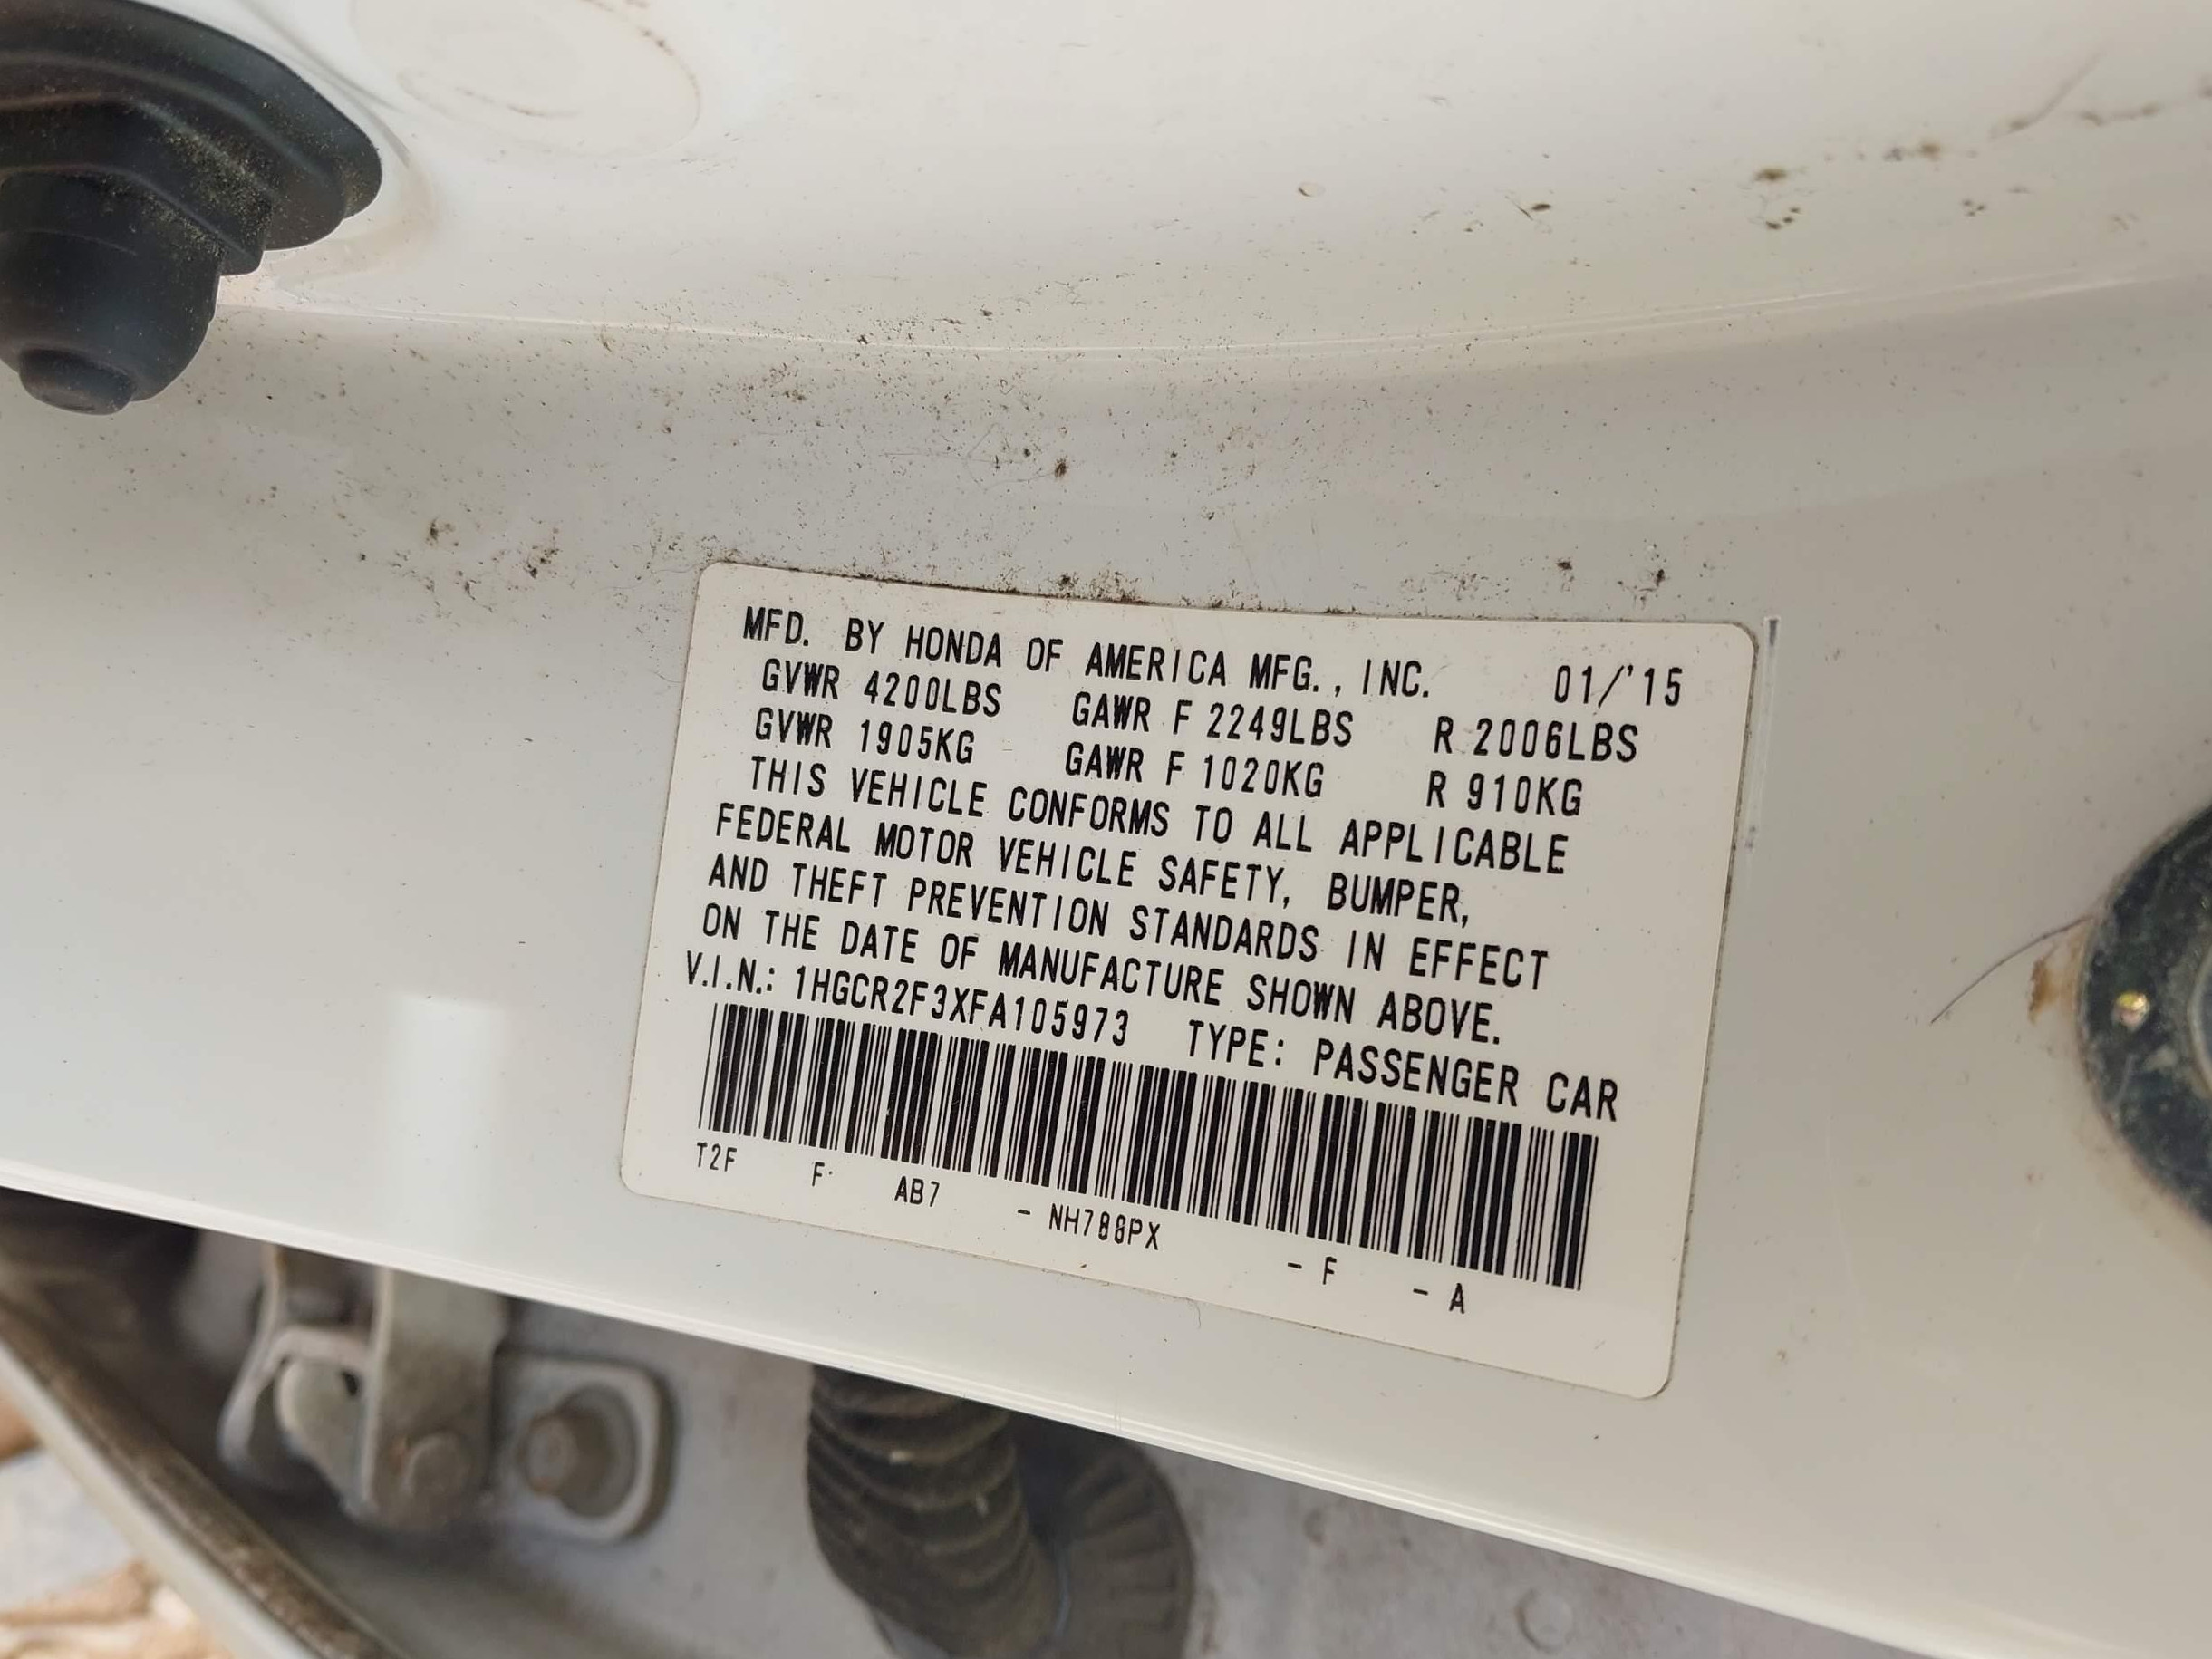 MFD. BY HONDA OF AMERICA MFG., INC. 01/'15
GVWR 4200LBS GAWR F 2249LBS R 2006LBS
GVWR 1905KG GAWR F 1020KG R 910KG
THIS VEHICLE CONFORMS TO ALL APPLICABLE
FEDERAL MOTOR VEHICLE SAFETY, BUMPER,
AND THEFT PREVENTION STANDARDS IN EFFECT
ON THE DATE OF MANUFACTURE SHOWN ABOVE.
V.I.N.: 1HGCR2F3XFA105973 TYPE: PASSENGER CAR
T2F F AB7 - NH788PX - F - A